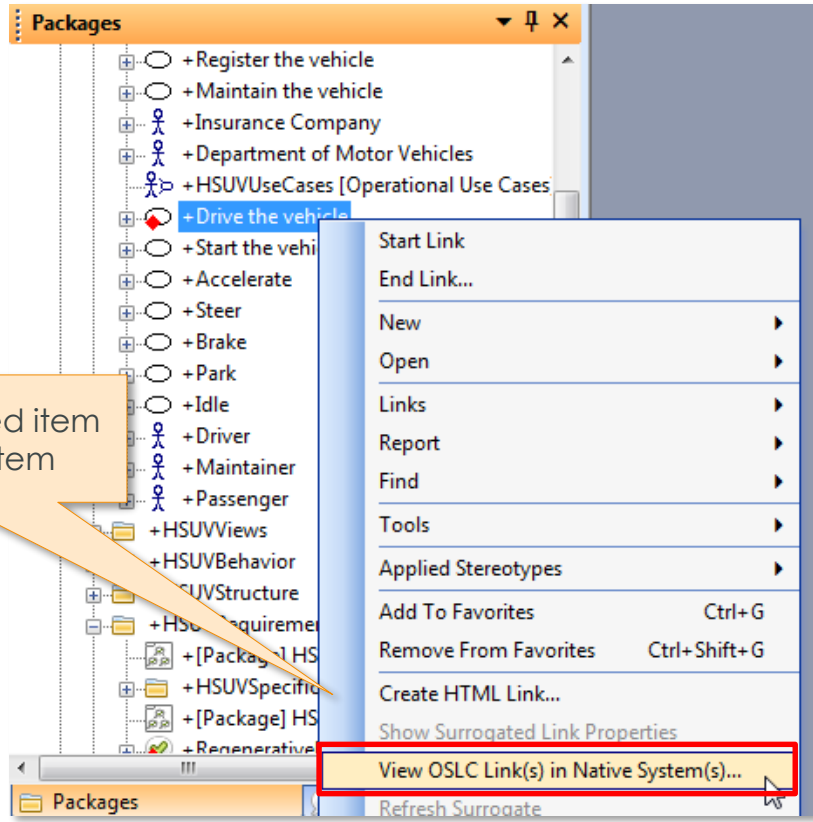 Packages
+Register the vehicle
+Maintain the vehicle
+Insurance Company
+Department of Motor Vehicles
+HSUVUseCases [Operational Use Cases]
+Drive the vehicle
+Start the vehi
+Accelerate
+Steer
+Brake
+Park
+Idle
+Driver
+Maintainer
+Passenger
+HSUVViews
+HSUVBehavior
SUVStructure
+HSU equiremen
+[Package] HS
+HSUVSpecific
+[Package] HS
+Regenerative
Packages
ed item
tem
Start Link
End Link...
New
Open
Links
Report
Find
Tools
Applied Stereotypes
Add To Favorites Ctrl+G
Remove From Favorites Ctrl+Shift+G
Create HTML Link...
Show Surrogated Link Properties
View OSLC Link(s) in Native System(s)...
Refresh Surrogate